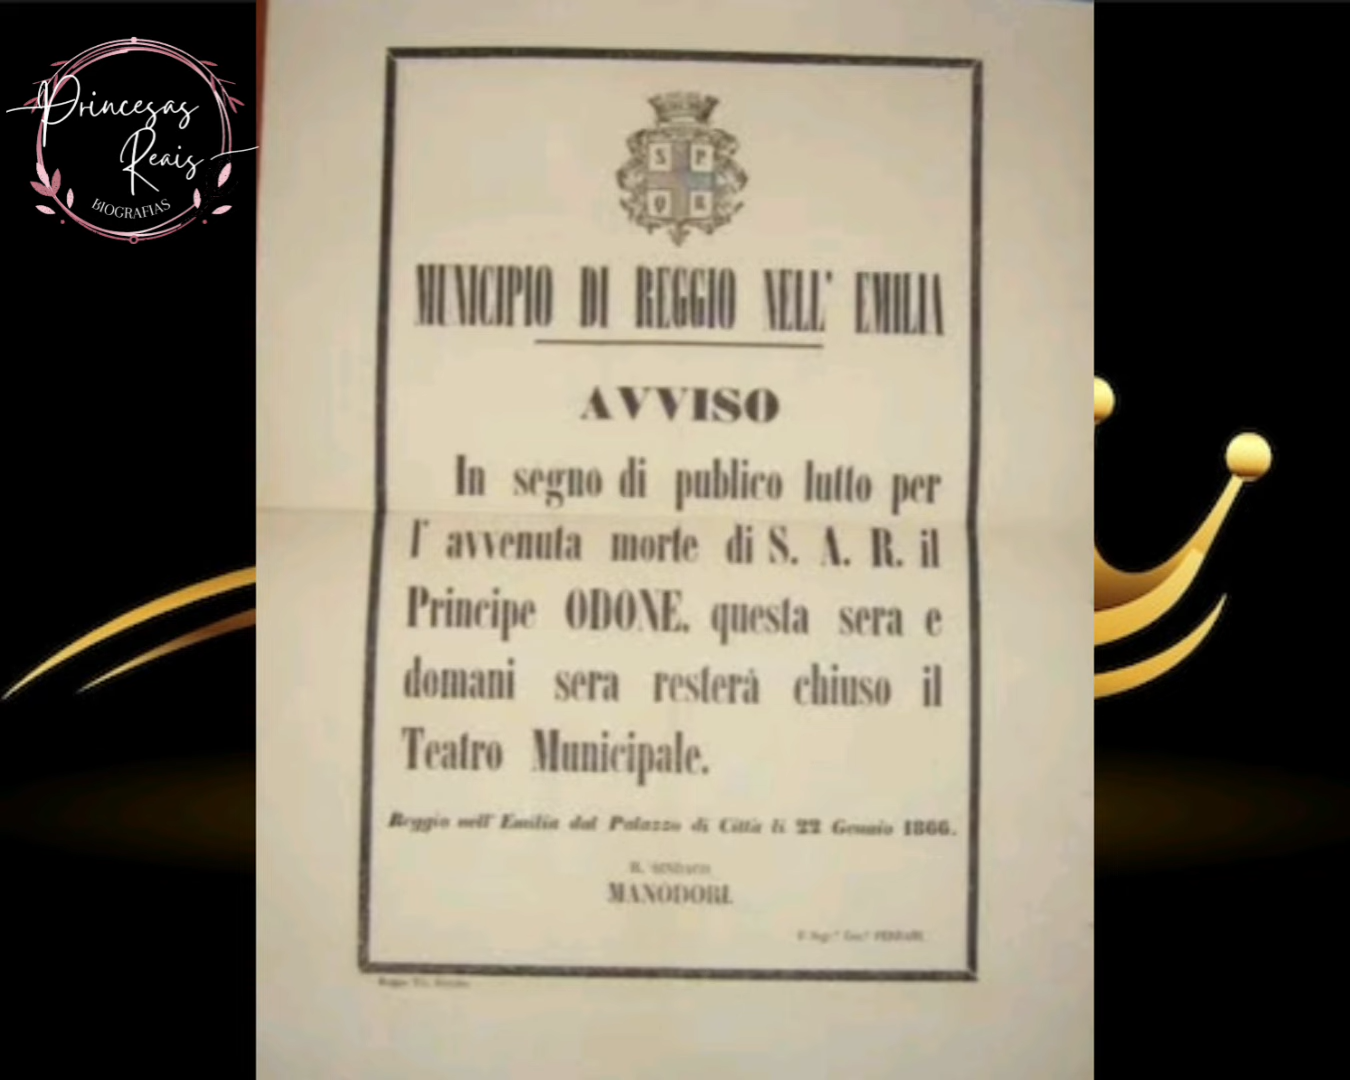 Princesas
Reais
BIOGRAFIAS
S P
Q R
MUNICIPIO DI REGGIO NELL' EMILIA
AVVISO
In segno di publico lutto per
l' avvenuta morte di S. A. R. il
Principe ODONE, questa sera e
domani sera resterà chiuso il
Teatro Municipale.
Reggio nell' Emilia dal Palazzo di Città li 22 Gennaio 1866.
IL SINDACO
MANODORI.